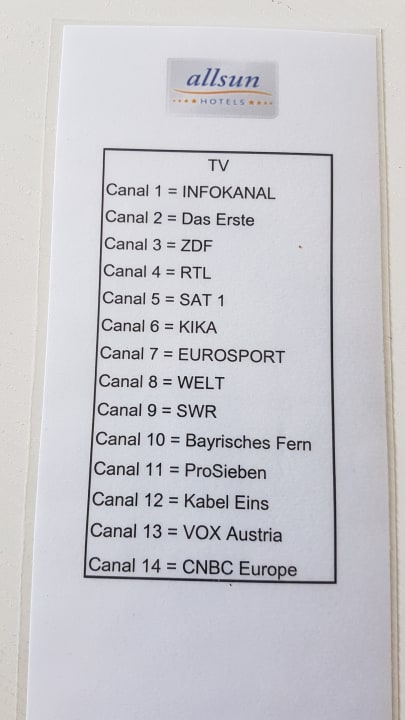 allsun
★★★★ HOTELS ★★★★
TV
Canal 1 = INFOKANAL
Canal 2 = Das Erste
Canal 3 = ZDF
Canal 4 = RTL
Canal 5 = SAT 1
Canal 6 = KIKA
Canal 7 = EUROSPORT
Canal 8 = WELT
Canal 9 = SWR
Canal 10 = Bayrisches Fern
Canal 11 = ProSieben
Canal 12 = Kabel Eins
Canal 13 = VOX Austria
Canal 14 = CNBC Europe